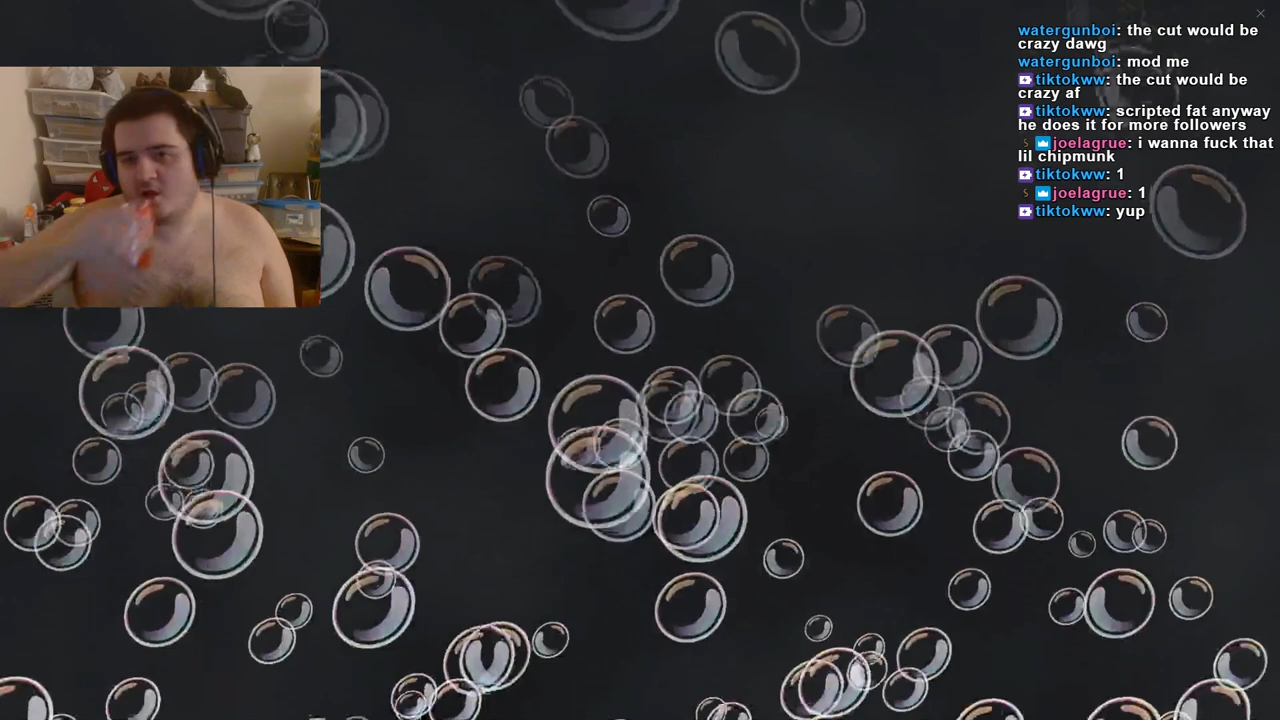 watergunboi: the cut would be
crazy dawg
watergunboi: mod me
tiktokww: the cut would be
crazy af
tiktokww: scripted fat anyway
he does it for more followers
joelagrue: i wanna fuck that
lil chipmunk
tiktokww: 1
joelagrue: 1
tiktokww: yup